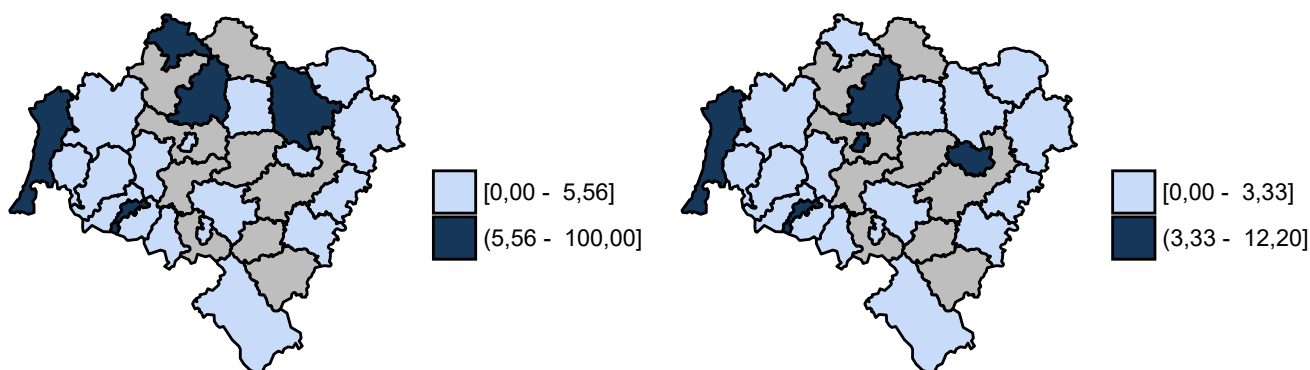 [0,00 - 5,56]
(5,56 - 100,00]
[0,00 - 3,33]
(3,33 - 12,20]